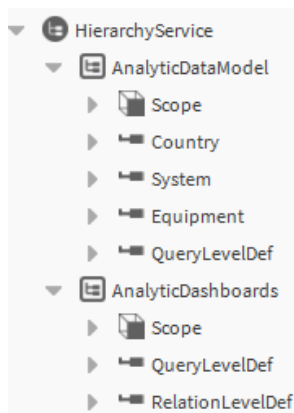 HierarchyService
AnalyticDataModel
Scope
Country
System
Equipment
QueryLevelDef
AnalyticDashboards
Scope
QueryLevelDef
RelationLevelDef